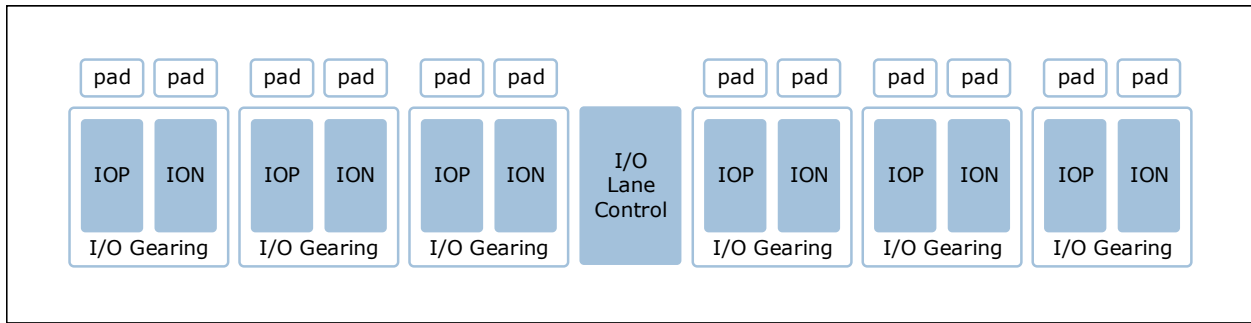 pad pad pad pad pad pad pad pad pad pad pad pad
IOP ION IOP ION IOP ION I/O Lane Control IOP ION IOP ION IOP ION
I/O Gearing I/O Gearing I/O Gearing I/O Gearing I/O Gearing I/O Gearing